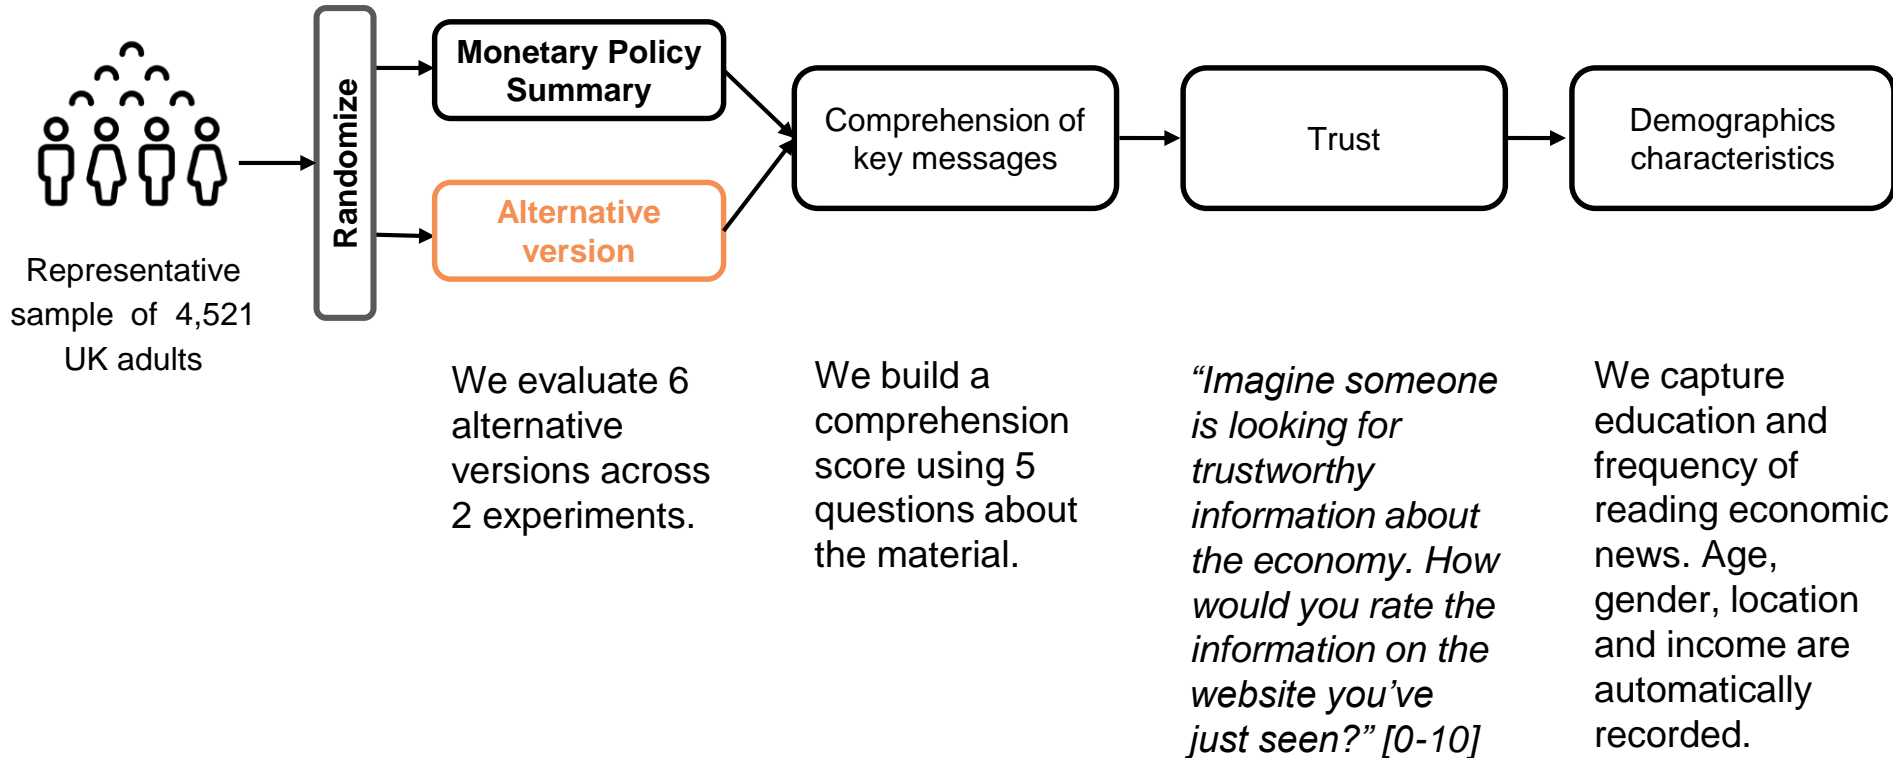 Representative
sample of 4,521
UK adults
Randomize
Monetary Policy
Summary
Alternative
version
We evaluate 6
alternative
versions across
2 experiments.
Comprehension of
key messages
We build a
comprehension
score using 5
questions about
the material.
Trust
“Imagine someone
is looking for
trustworthy
information about
the economy. How
would you rate the
information on the
website you’ve
just seen?” [0-10]
Demographics
characteristics
We capture
education and
frequency of
reading economic
news. Age,
gender, location
and income are
automatically
recorded.